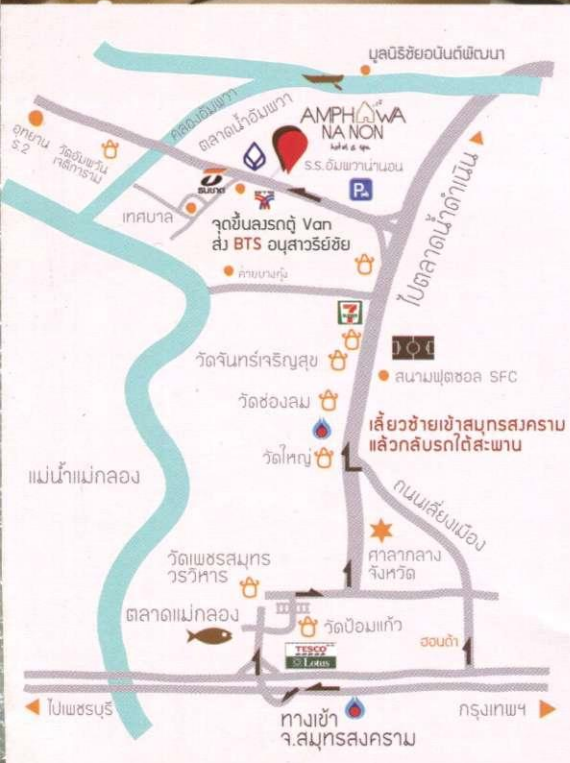 มูลนิธิชัยอนันต์พัฒนา
คลองอัมพวา
ตลาดน้ำอัมพวา
AMPHAWA
NA NON
hotel & spa
ร.ร.อัมพวาน่านอน
อุทยาน
ร.2
วัดอัมพวัน
เจติการาม
ธนชาต
BTS
P
เทศบาล
จุดขึ้นลงรถตู้ Van
ส่ง BTS อนุสาวรีย์ชัย
ไปตลาดน้ำดำเนิน
ค่ายบางกุ้ง
7
วัดจันทร์เจริญสุข
สนามฟุตซอล SFC
วัดช่องลม
เลี้ยวซ้ายเข้าสมุทรสงคราม
แล้วกลับรถใต้สะพาน
วัดใหญ่
แม่น้ำแม่กลอง
ถนนเลี่ยงเมือง
ศาลากลาง
จังหวัด
วัดเพชรสมุทร
วรวิหาร
ตลาดแม่กลอง
วัดป้อมแก้ว
ฮอนด้า
TESCO
Lotus
ไปเพชรบุรี
ทางเข้า
จ.สมุทรสงคราม
กรุงเทพฯ